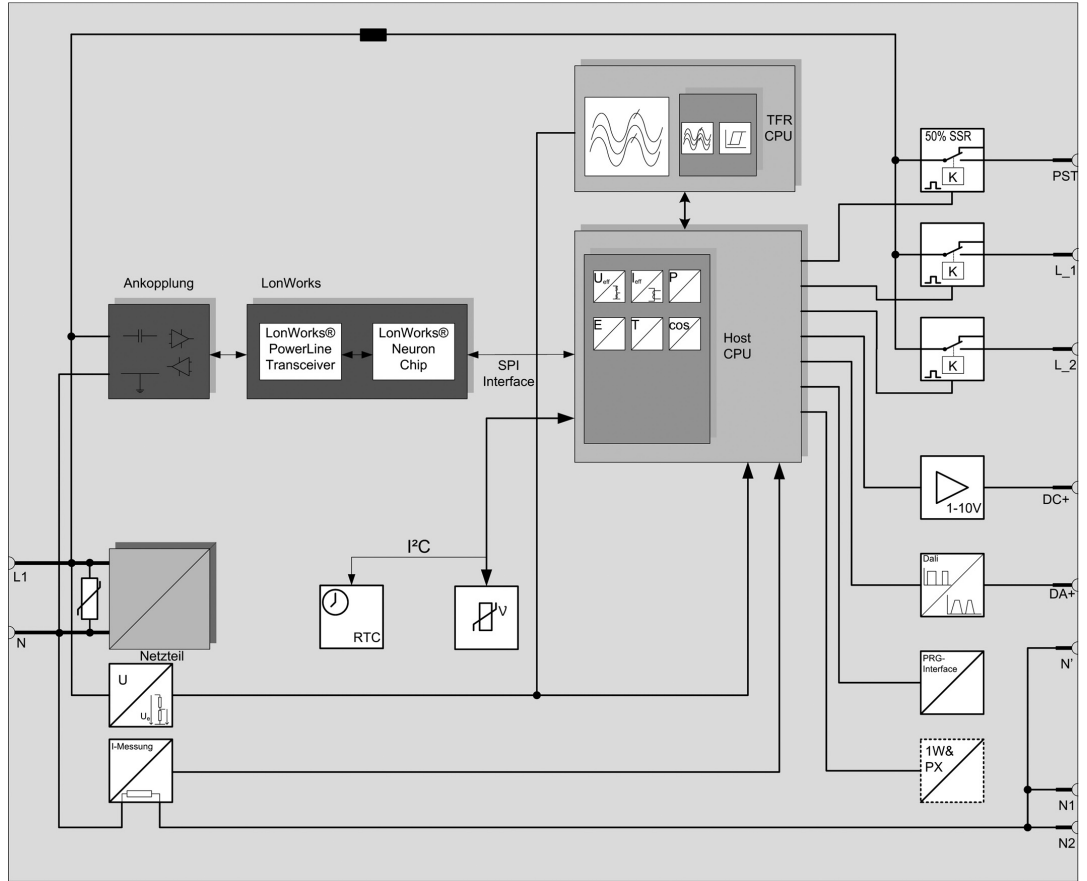 TFR
CPU
50% SSR
K
PST
K
L_1
K
L_2
Ankopplung
LonWorks
LonWorks®
PowerLine
Transceiver
LonWorks®
Neuron
Chip
SPI
Interface
Ueff
Ieff
P
E
T
cos
Host
CPU
1-10V
DC+
Dali
DA+
I²C
L1
N
RTC
ν
Netzteil
U
Ue
I-Messung
PRG-
Interface
N'
1W&
PX
N1
N2